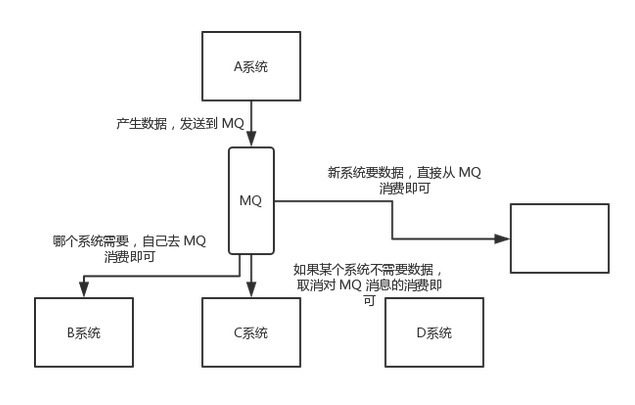 A系统
产生数据，发送到 MQ
MQ
新系统要数据，直接从 MQ
消费即可
哪个系统需要，自己去 MQ
消费即可
如果某个系统不需要数据，
取消对 MQ 消息的消费即
可
B系统
C系统
D系统